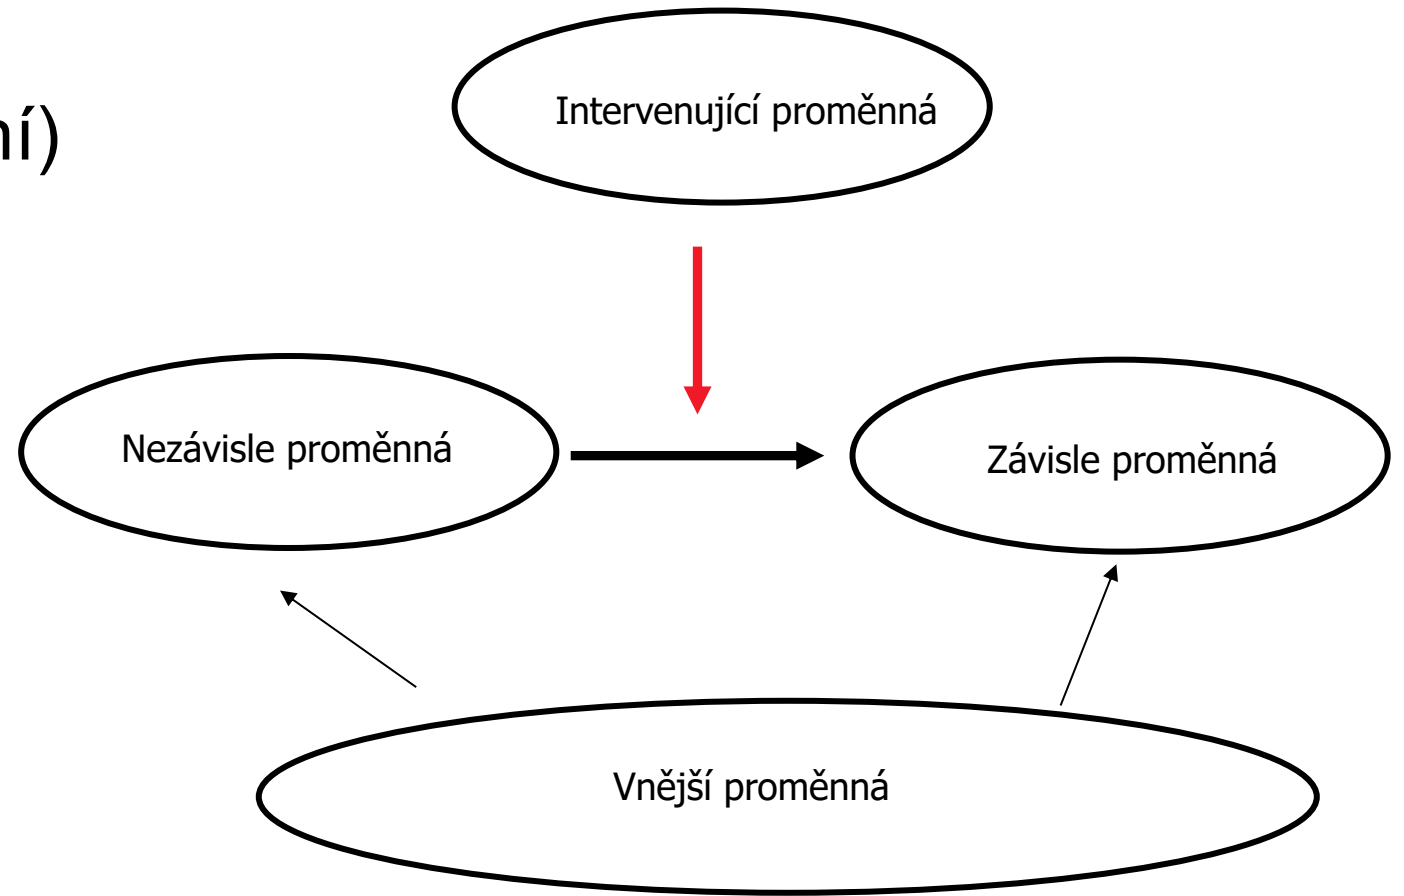 Intervenující proměnná
ní)
Nezávisle proměnná
Závisle proměnná
Vnější proměnná